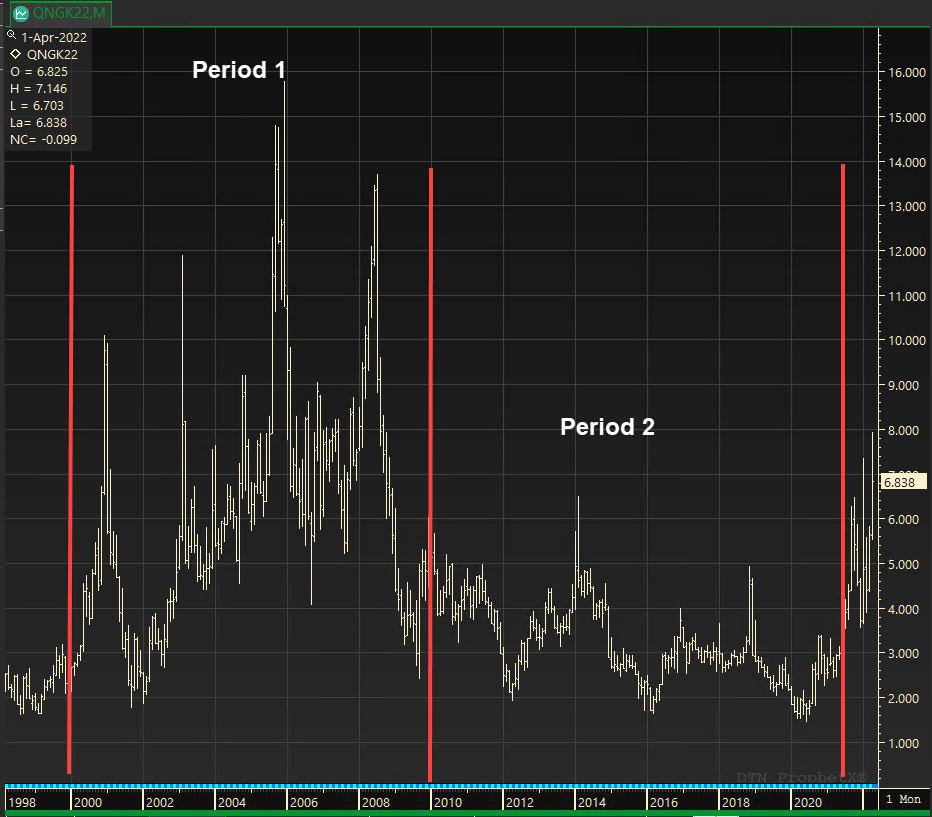 QNGK22,M
1-Apr-2022
QNGK22
O = 6.825
H = 7.146
L = 6.703
La= 6.838
NC= -0.099
Period 1
Period 2
16.000
15.000
14.000
13.000
12.000
11.000
10.000
9.000
8.000
6.838
6.000
5.000
4.000
3.000
2.000
1.000
DTN ProphetX®
1998 2000 2002 2004 2006 2008 2010 2012 2014 2016 2018 2020 1 Mon